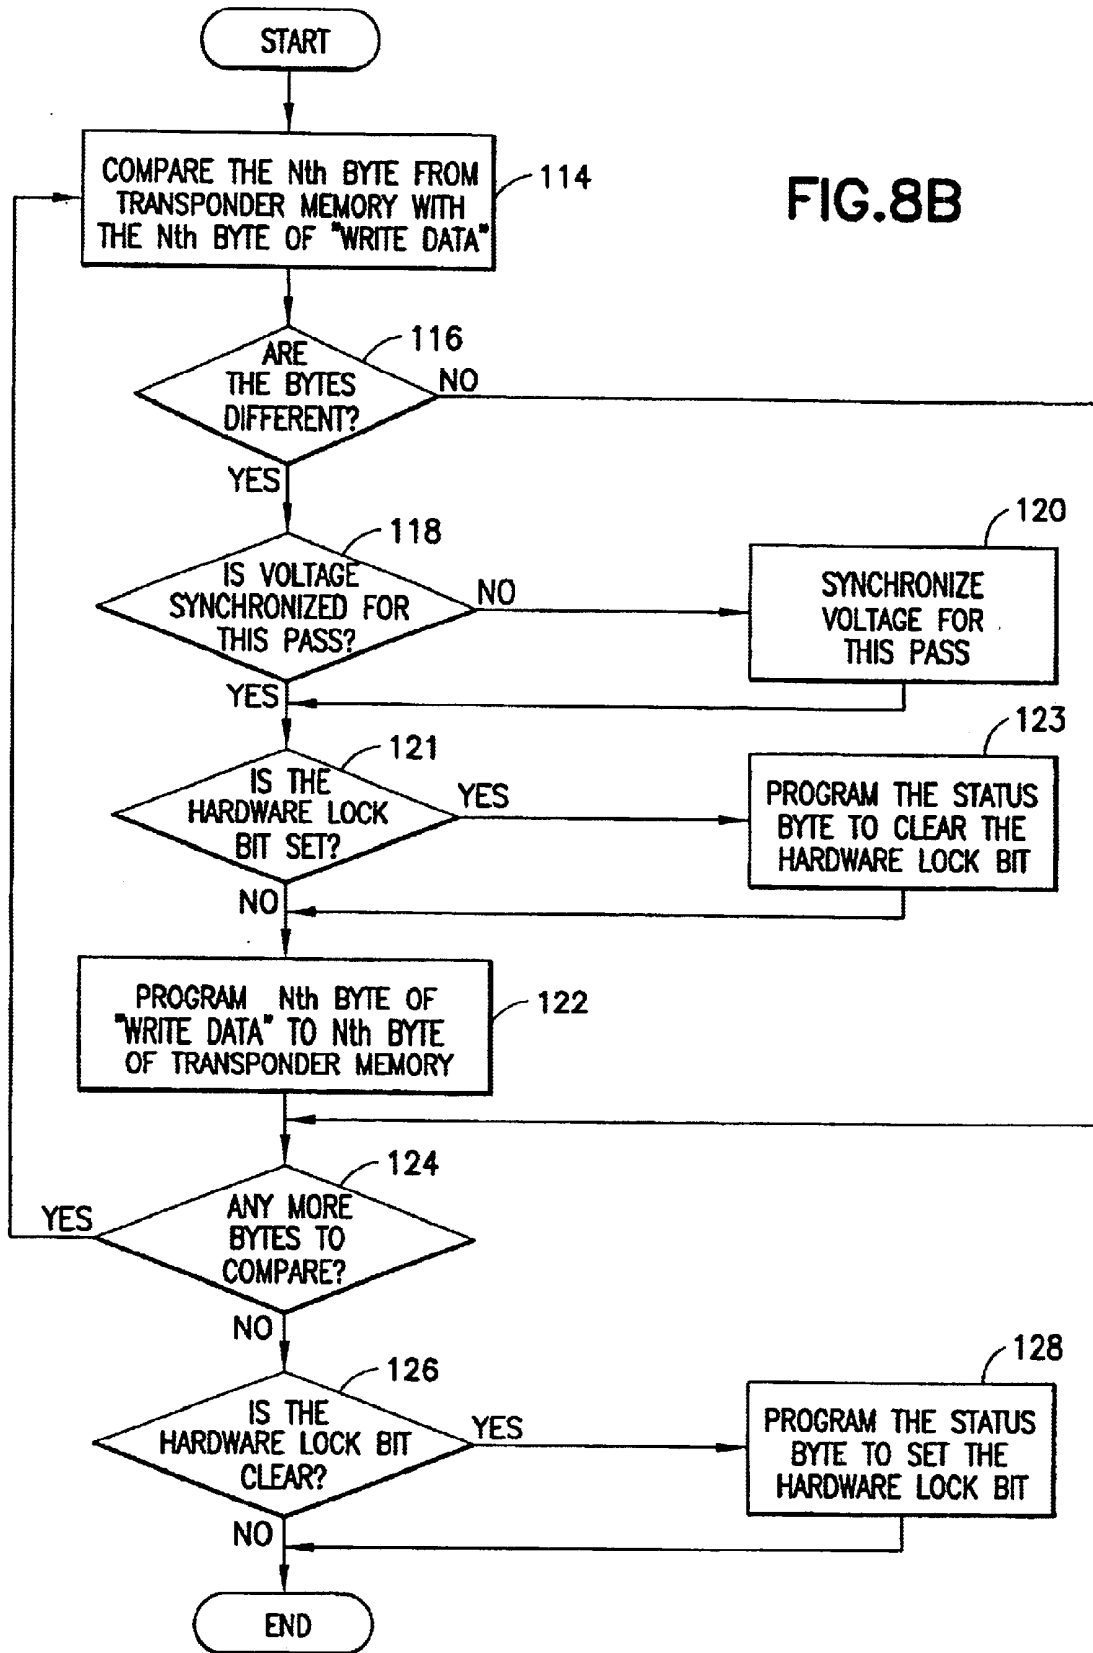 START
COMPARE THE Nth BYTE FROM
TRANSPONDER MEMORY WITH
THE Nth BYTE OF "WRITE DATA"
114
FIG.8B
116
ARE
THE BYTES
DIFFERENT?
NO
YES
118
IS VOLTAGE
SYNCHRONIZED FOR
THIS PASS?
NO
120
SYNCHRONIZE
VOLTAGE FOR
THIS PASS
YES
121
IS THE
HARDWARE LOCK
BIT SET?
YES
123
PROGRAM THE STATUS
BYTE TO CLEAR THE
HARDWARE LOCK BIT
NO
PROGRAM Nth BYTE OF
"WRITE DATA" TO Nth BYTE
OF TRANSPONDER MEMORY
122
124
ANY MORE
BYTES TO
COMPARE?
YES
NO
126
IS THE
HARDWARE LOCK BIT
CLEAR?
YES
128
PROGRAM THE STATUS
BYTE TO SET THE
HARDWARE LOCK BIT
NO
END